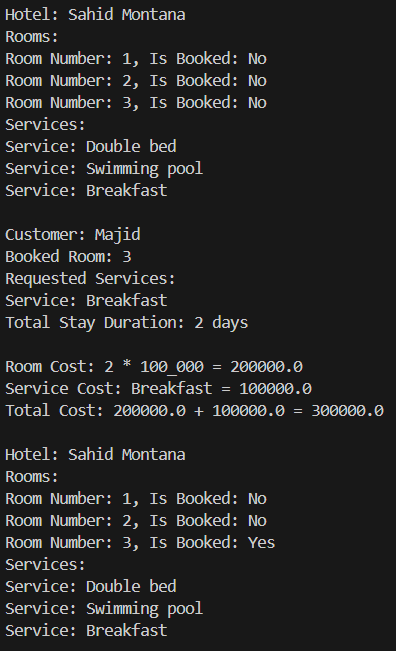 Hotel: Sahid Montana
Rooms:
Room Number: 1, Is Booked: No
Room Number: 2, Is Booked: No
Room Number: 3, Is Booked: No
Services:
Service: Double bed
Service: Swimming pool
Service: Breakfast

Customer: Majid
Booked Room: 3
Requested Services:
Service: Breakfast
Total Stay Duration: 2 days

Room Cost: 2 * 100_000 = 200000.0
Service Cost: Breakfast = 100000.0
Total Cost: 200000.0 + 100000.0 = 300000.0

Hotel: Sahid Montana
Rooms:
Room Number: 1, Is Booked: No
Room Number: 2, Is Booked: No
Room Number: 3, Is Booked: Yes
Services:
Service: Double bed
Service: Swimming pool
Service: Breakfast